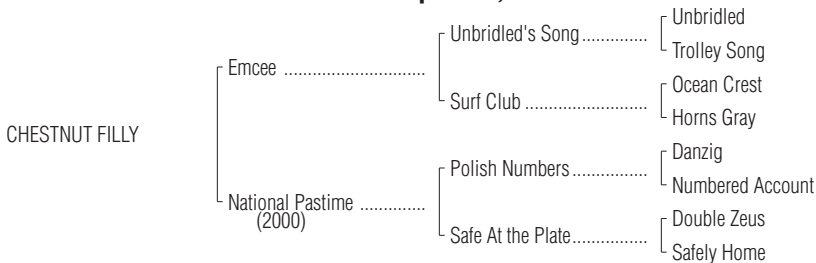 Unbridled
Unbridled's Song..............
Trolley Song
Emcee .............................
Ocean Crest
Surf Club .........................
Horns Gray
CHESTNUT FILLY
Danzig
Polish Numbers................
Numbered Account
National Pastime ..............
(2000)
Double Zeus
Safe At the Plate................
Safely Home